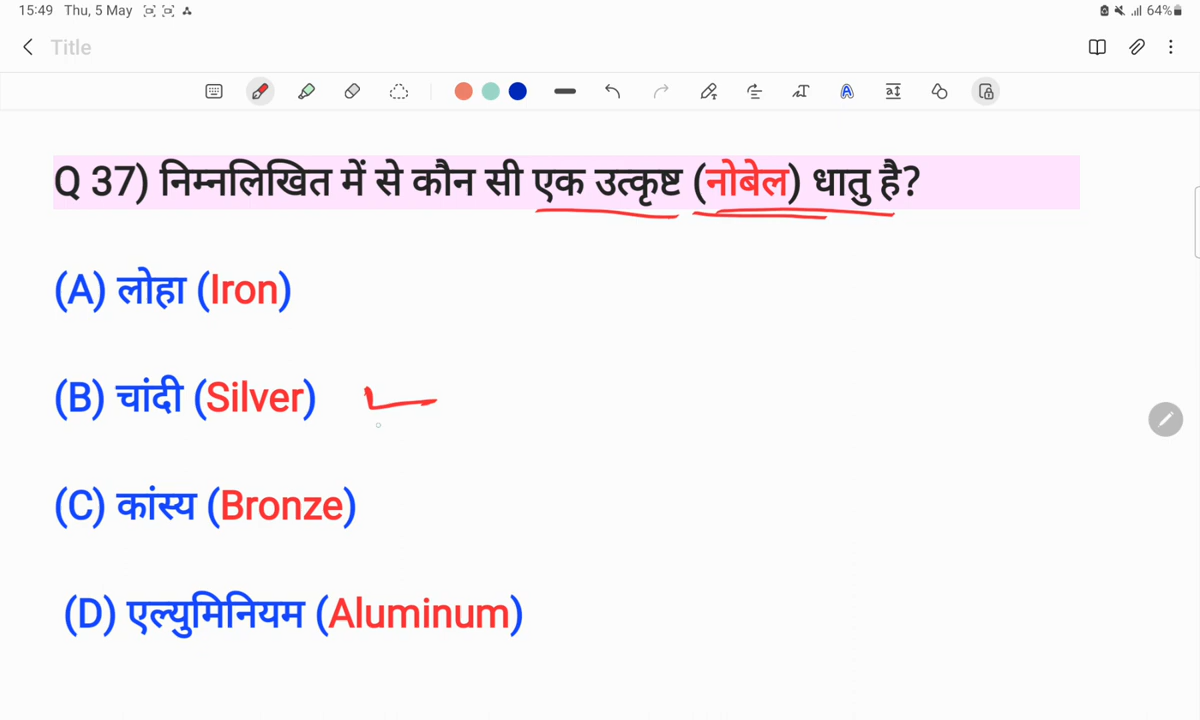 15:49 Thu, 5 May 64%
Title
Q 37) निम्नलिखित में से कौन सी एक उत्कृष्ट (नोबेल) धातु है?
(A) लोहा (Iron)
(B) चांदी (Silver)
(C) कांस्य (Bronze)
(D) एल्युमिनियम (Aluminum)